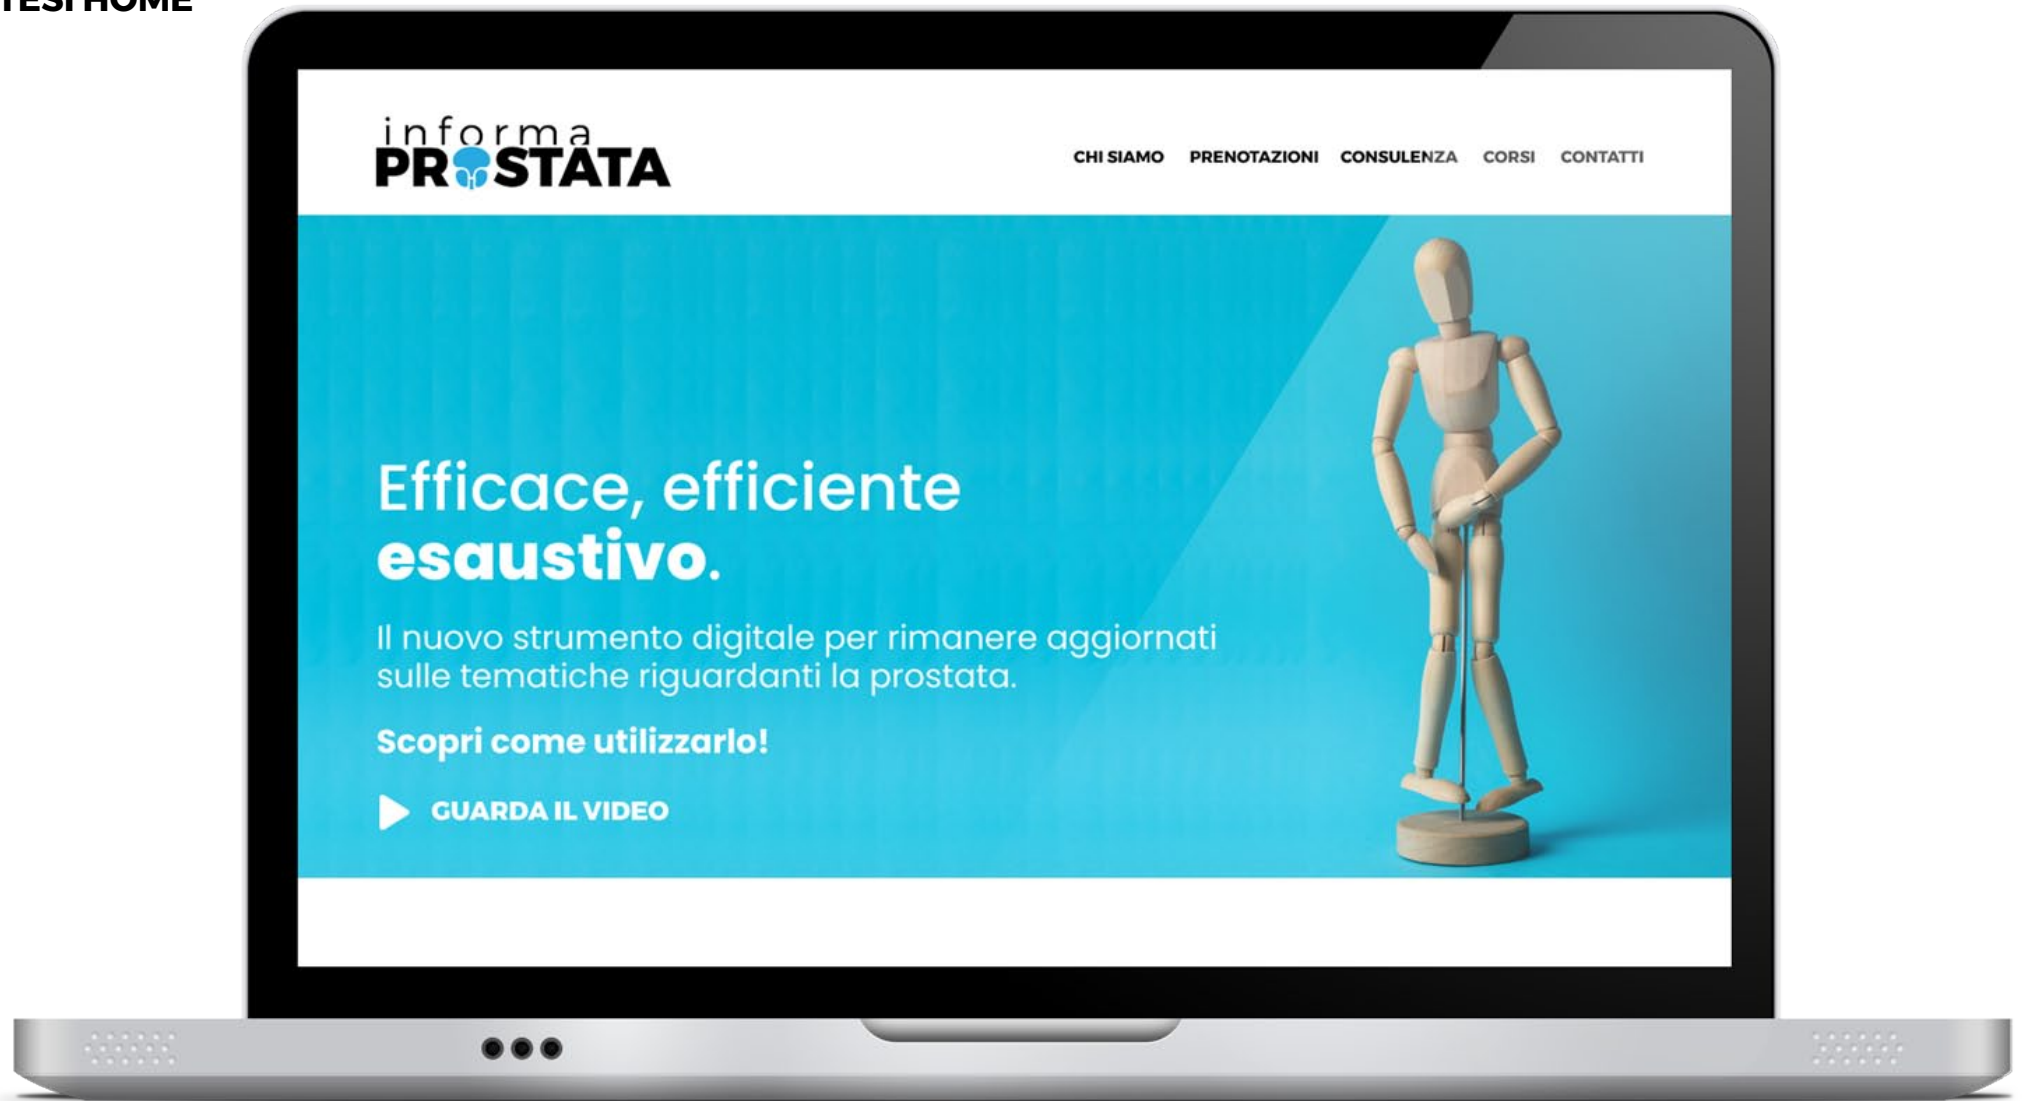 TESI HOME
informa
PROSTATA
CHI SIAMO PRENOTAZIONI CONSULENZA CORSI CONTATTI
Efficace, efficiente
esaustivo.
Il nuovo strumento digitale per rimanere aggiornati
sulle tematiche riguardanti la prostata.
Scopri come utilizzarlo!
GUARDA IL VIDEO